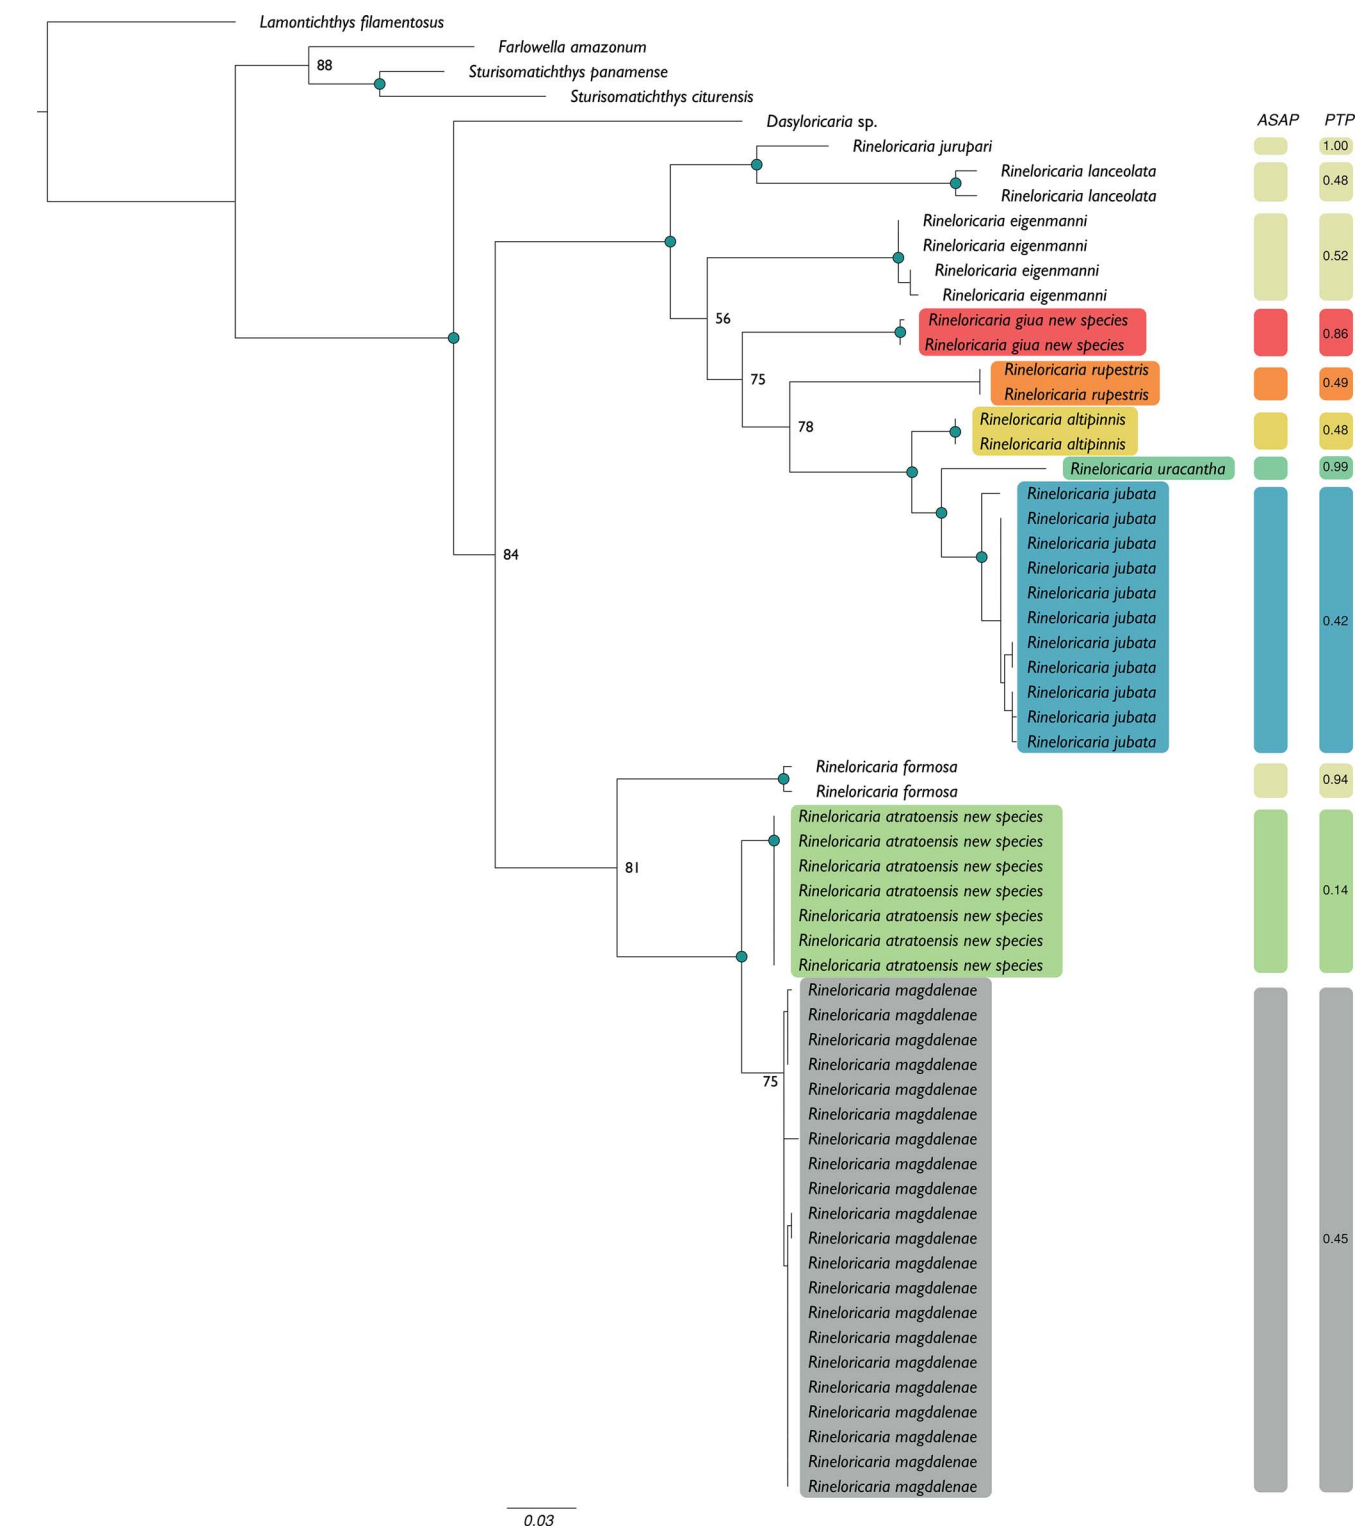 Lamontichthys filamentosus
Farlowella amazonum
88
Sturisomatichthys panamense
Sturisomatichthys citurensis
ASAP PTP
Dasyloricaria sp.
Rineloricaria jurupari 1.00
Rineloricaria lanceolata
0.48
Rineloricaria lanceolata
Rineloricaria eigenmanni
Rineloricaria eigenmanni
0.52
Rineloricaria eigenmanni
Rineloricaria eigenmanni
56
Rineloricaria giua new species
0.86
Rineloricaria giua new species
Rineloricaria rupestris
75
0.49
Rineloricaria rupestris
Rineloricaria altipinnis
78
0.48
Rineloricaria altipinnis
Rineloricaria uracantha 0.99
Rineloricaria jubata
Rineloricaria jubata
Rineloricaria jubata
84
Rineloricaria jubata
Rineloricaria jubata
Rineloricaria jubata
0.42
Rineloricaria jubata
Rineloricaria jubata
Rineloricaria jubata
Rineloricaria jubata
Rineloricaria jubata
Rineloricaria formosa
0.94
Rineloricaria formosa
Rineloricaria atratoensis new species
Rineloricaria atratoensis new species
Rineloricaria atratoensis new species
81
Rineloricaria atratoensis new species
0.14
Rineloricaria atratoensis new species
Rineloricaria atratoensis new species
Rineloricaria atratoensis new species
Rineloricaria magdalenae
Rineloricaria magdalenae
Rineloricaria magdalenae
Rineloricaria magdalenae
75
Rineloricaria magdalenae
Rineloricaria magdalenae
Rineloricaria magdalenae
Rineloricaria magdalenae
Rineloricaria magdalenae
Rineloricaria magdalenae
Rineloricaria magdalenae
0.45
Rineloricaria magdalenae
Rineloricaria magdalenae
Rineloricaria magdalenae
Rineloricaria magdalenae
Rineloricaria magdalenae
Rineloricaria magdalenae
Rineloricaria magdalenae
Rineloricaria magdalenae
Rineloricaria magdalenae
Rineloricaria magdalenae
0.03